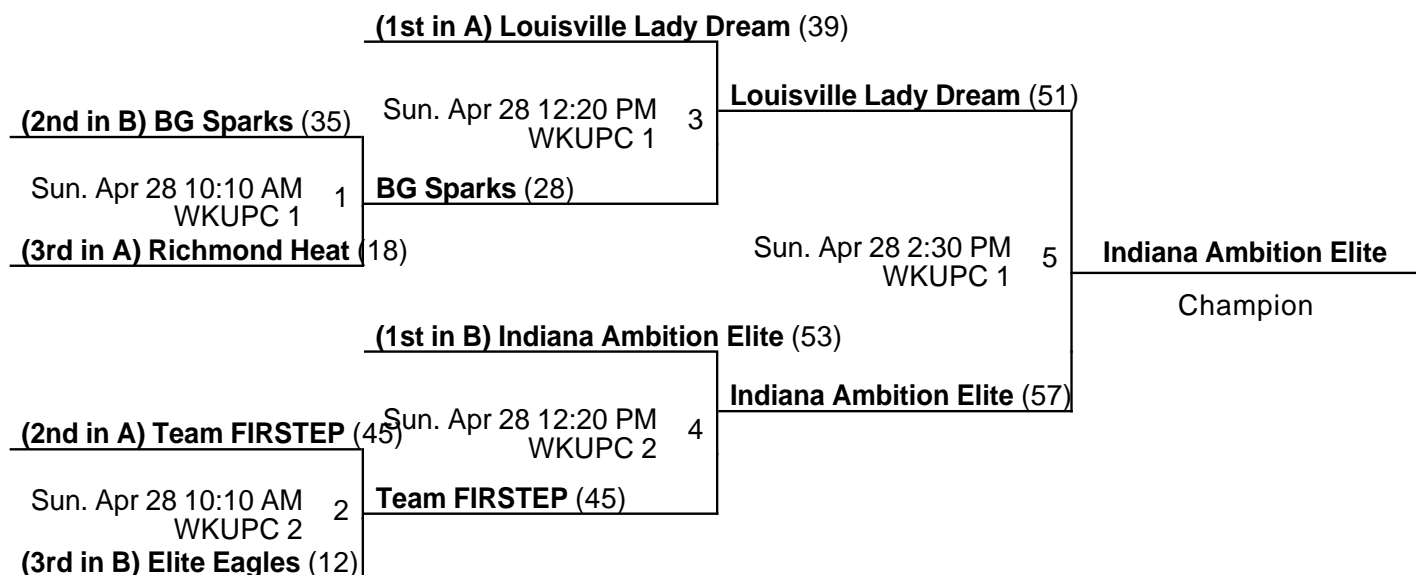 (1st in A) Louisville Lady Dream (39)
Sun. Apr 28 12:20 PM
WKUPC 1
3
Louisville Lady Dream (51)
(2nd in B) BG Sparks (35)
Sun. Apr 28 10:10 AM
WKUPC 1
1
BG Sparks (28)
(3rd in A) Richmond Heat (18)
Sun. Apr 28 2:30 PM
WKUPC 1
5
Indiana Ambition Elite
Champion
(1st in B) Indiana Ambition Elite (53)
Sun. Apr 28 12:20 PM
WKUPC 2
4
Indiana Ambition Elite (57)
(2nd in A) Team FIRSTEP (45)
Sun. Apr 28 10:10 AM
WKUPC 2
2
Team FIRSTEP (45)
(3rd in B) Elite Eagles (12)